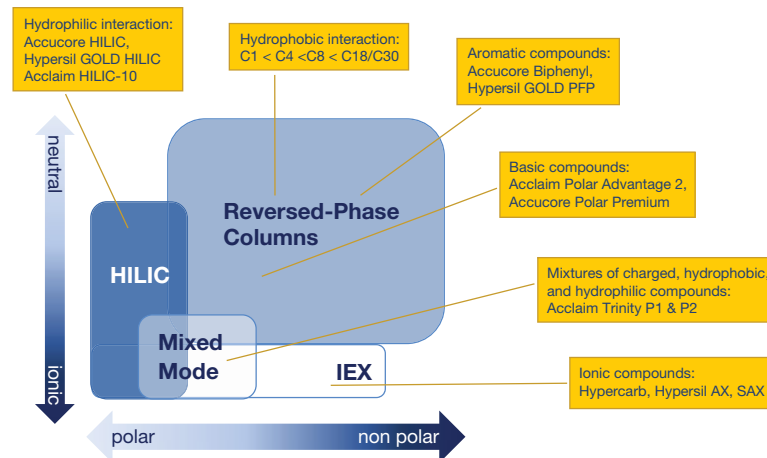 Hydrophilic interaction:
Accucore HILIC,
Hypersil GOLD HILIC
Acclaim HILIC-10
Hydrophobic interaction:
C1 < C4 <C8 < C18/C30
Aromatic compounds:
Accucore Biphenyl,
Hypersil GOLD PFP
Basic compounds:
Acclaim Polar Advantage 2,
Accucore Polar Premium
Mixtures of charged, hydrophobic,
and hydrophilic compounds:
Acclaim Trinity P1 & P2
Ionic compounds:
Hypercarb, Hypersil AX, SAX
neutral
ionic
Reversed-Phase
Columns
HILIC
Mixed
Mode
IEX
polar
non polar